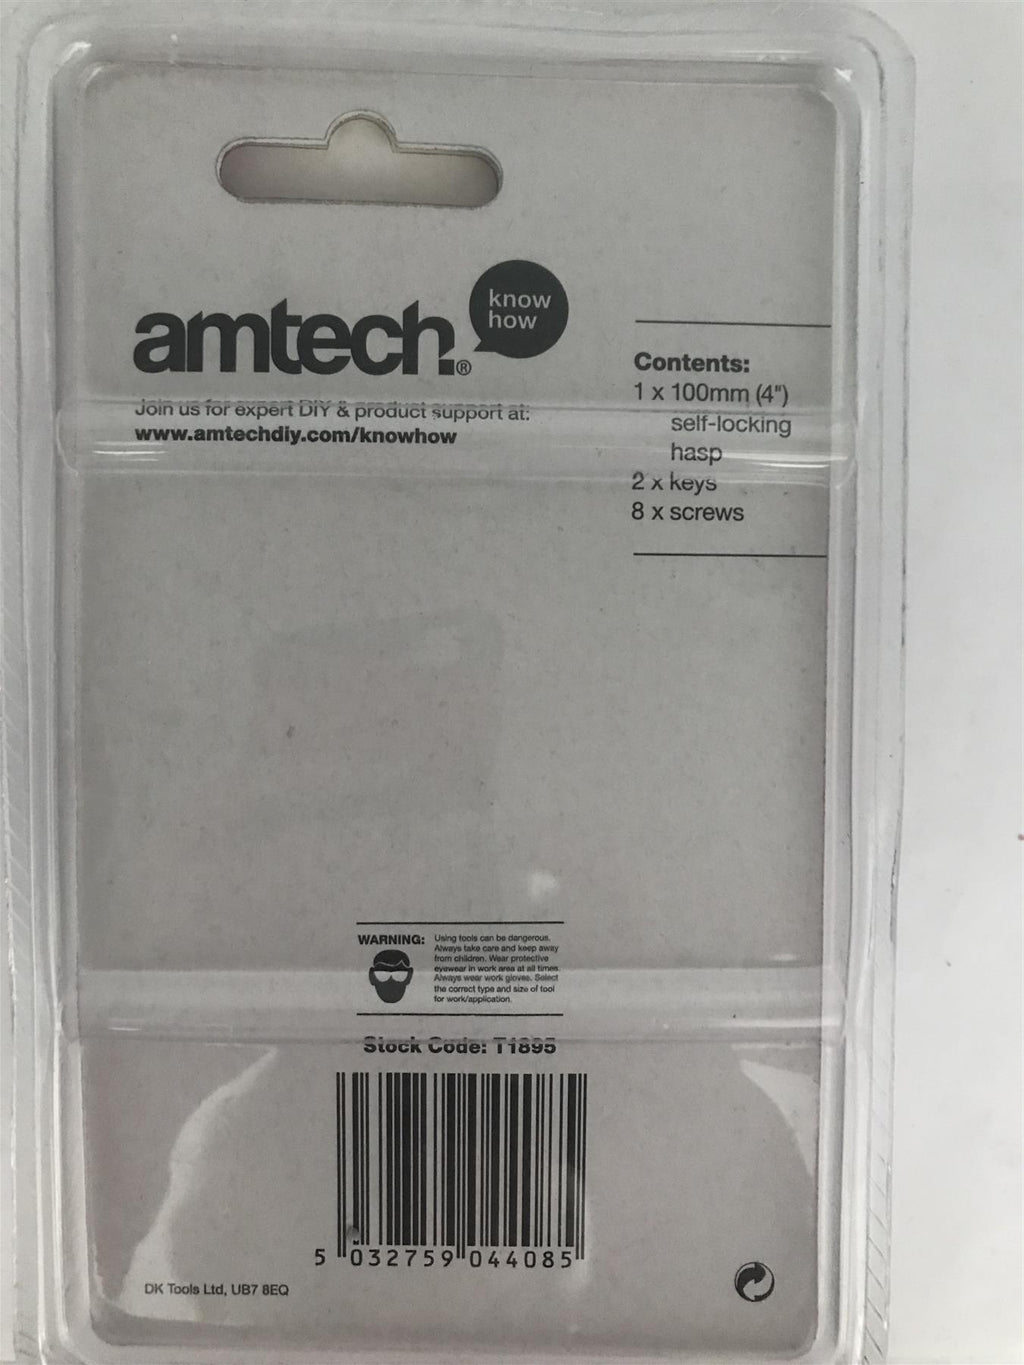 know
how
amtech®
Join us for expert DIY & product support at:
www.amtechdiy.com/knowhow
Contents:
1 x 100mm (4")
self-locking
hasp
2 x keys
8 x screws
WARNING: Using tools can be dangerous.
Always take care and keep away
from children. Wear protective
eyewear in work area at all times.
Always wear work gloves. Select
the correct type and size of tool
for work/application.
Stock Code: T1895
5 032759 044085
DK Tools Ltd, UB7 8EQ